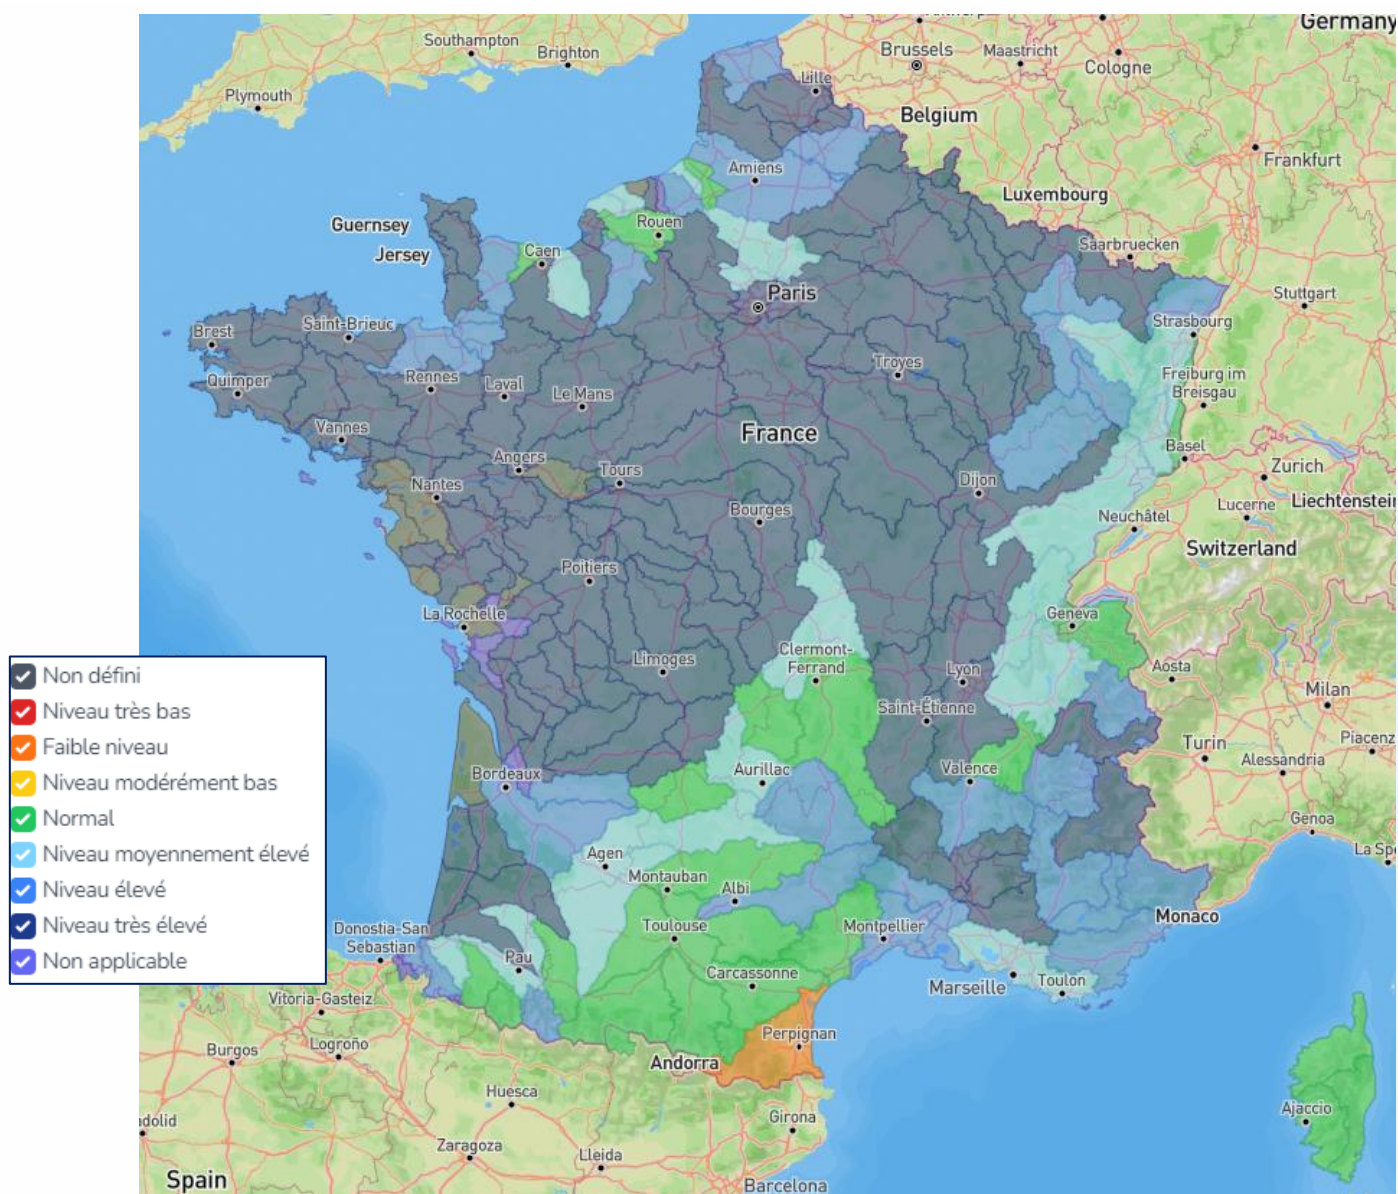 Germany
Southampton
Brighton
Brussels
Maastricht
Cologne
Plymouth
Lille
Belgium
Frankfurt
Amiens
Luxembourg
Guernsey
Rouen
Jersey
Caen
Saarbruecken
Paris
Stuttgart
Brest
Saint-Brieuc
Strasbourg
Troyes
Quimper
Rennes
Laval
Le Mans
Freiburg im
Breisgau
Vannes
France
Angers
Tours
Basel
Zurich
Nantes
Dijon
Bourges
Lucerne
Liechtenstein
Neuchâtel
Switzerland
Poitiers
La Rochelle
Geneva
Limoges
Clermont-
Ferrand
Lyon
Aosta
Milan
Saint-Étienne
Turin
Piacenz
Alessandria
Bordeaux
Aurillac
Valence
Genoa
La Spe
Agen
Montauban
Albi
Monaco
Donostia-San
Sebastian
Toulouse
Montpellier
Pau
Carcassonne
Marseille
Toulon
Vitoria-Gasteiz
Perpignan
Burgos
Logroño
Andorra
Huesca
Ajaccio
adolid
Girona
Zaragoza
Lleida
Spain
Barcelona
Non défini
Niveau très bas
Faible niveau
Niveau modérément bas
Normal
Niveau moyennement élevé
Niveau élevé
Niveau très élevé
Non applicable